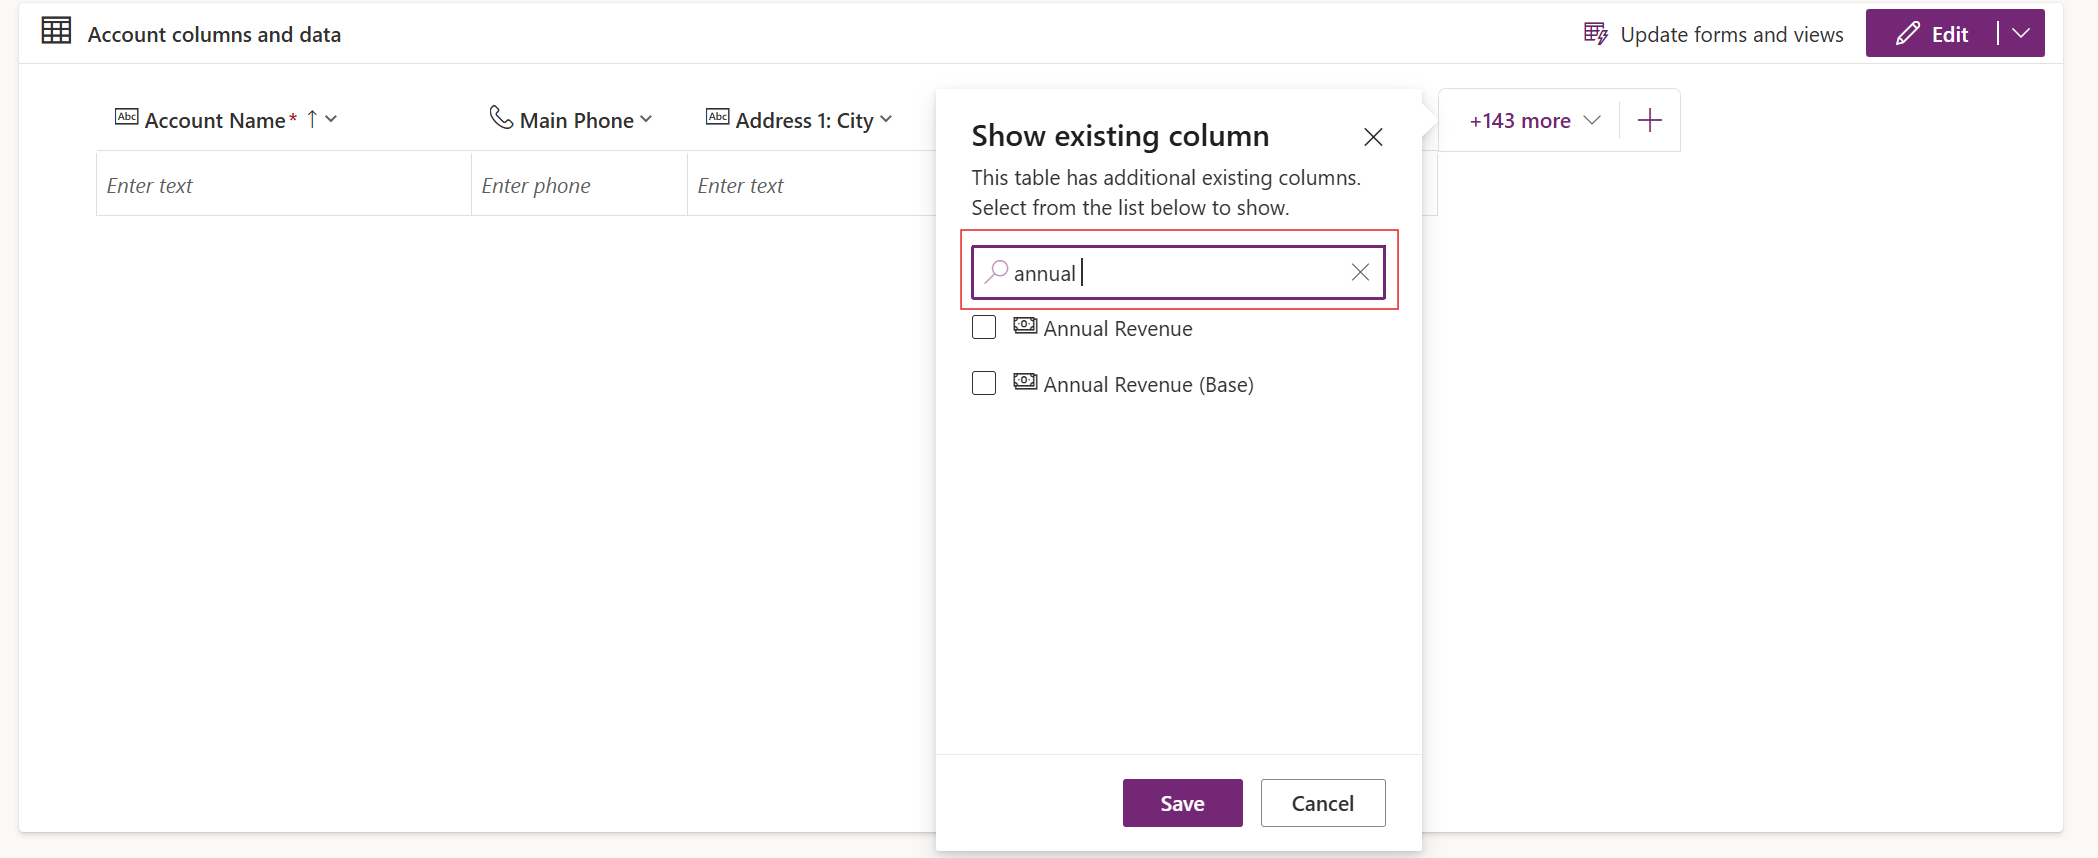 Account columns and data
Update forms and views
Edit
Abc Account Name*
Main Phone
Abc Address 1: City
+143 more
Enter text
Enter phone
Enter text
Show existing column
This table has additional existing columns.
Select from the list below to show.
annual
Annual Revenue
Annual Revenue (Base)
Save
Cancel